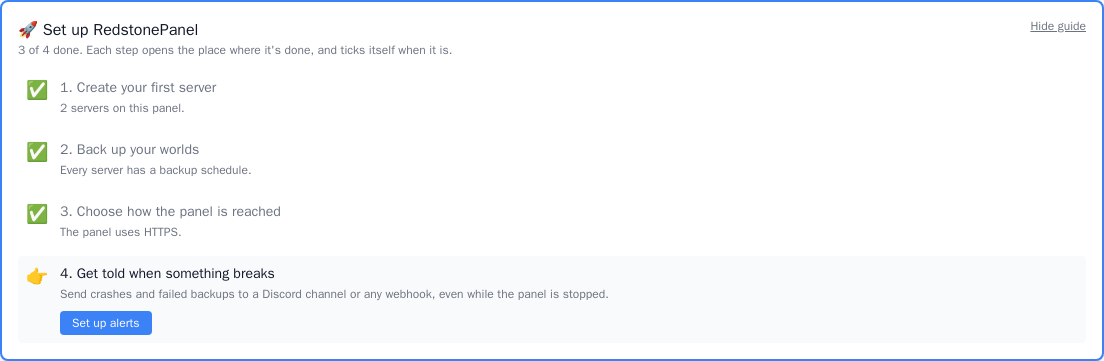 🚀 Set up RedstonePanel
Hide guide
3 of 4 done. Each step opens the place where it's done, and ticks itself when it is.
✅ 1. Create your first server
2 servers on this panel.
✅ 2. Back up your worlds
Every server has a backup schedule.
✅ 3. Choose how the panel is reached
The panel uses HTTPS.
👉 4. Get told when something breaks
Send crashes and failed backups to a Discord channel or any webhook, even while the panel is stopped.
Set up alerts